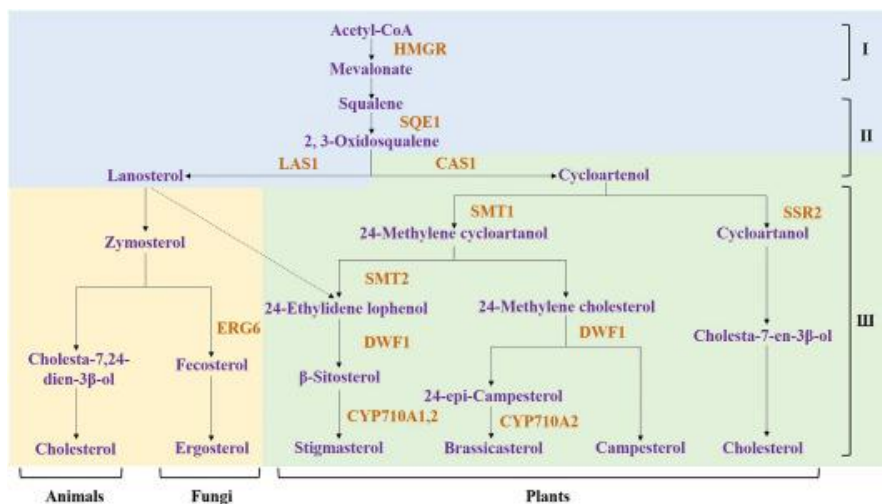 Acetyl-CoA
HMGR
I
Mevalonate
Squalene
SQE1
II
2, 3-Oxidosqualene
LAS1
CAS1
Lanosterol
Cycloartenol
SMT1
SSR2
Zymosterol
24-Methylene cycloartanol
Cycloartanol
SMT2
24-Ethylidene lophenol
24-Methylene cholesterol
ERG6
DWF1
DWF1
Cholesta-7-en-3β-ol
III
Cholesta-7,24-
dien-3β-ol
Fecosterol
β-Sitosterol
24-epi-Campesterol
CYP710A1,2
CYP710A2
Cholesterol
Ergosterol
Stigmasterol
Brassicasterol
Campesterol
Cholesterol
Animals
Fungi
Plants